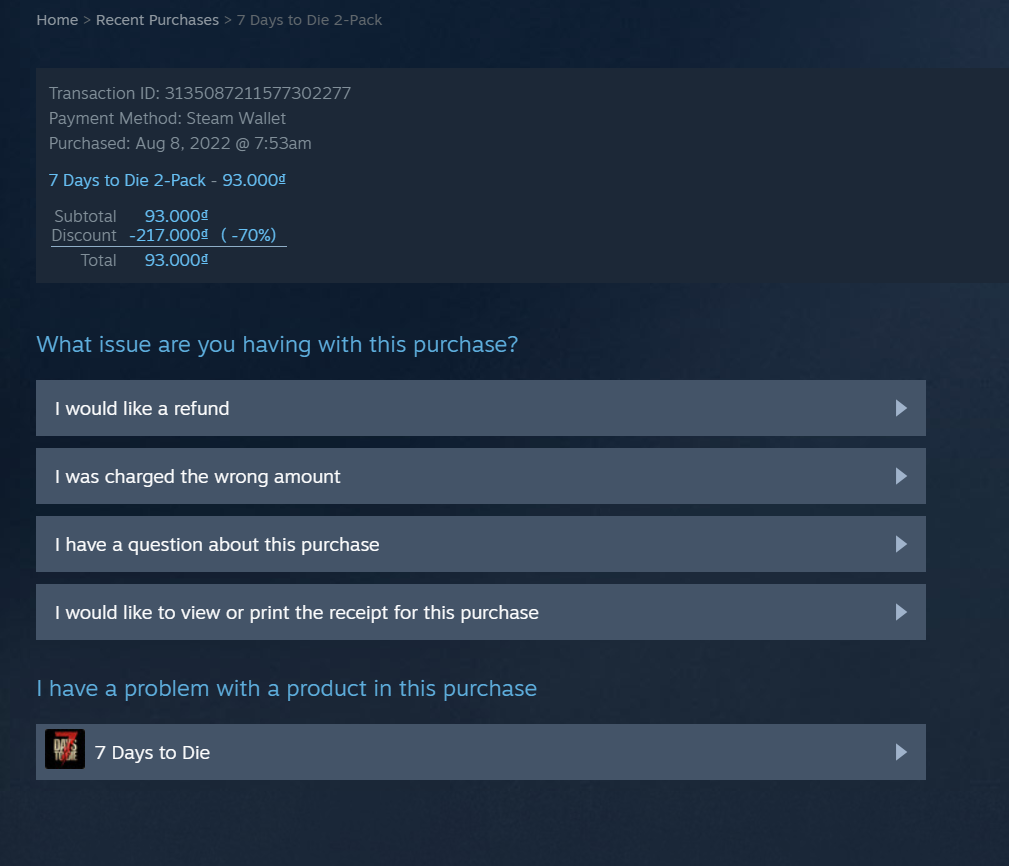 Home > Recent Purchases > 7 Days to Die 2-Pack
Transaction ID: 3135087211577302277
Payment Method: Steam Wallet
Purchased: Aug 8, 2022 @ 7:53am
7 Days to Die 2-Pack - 93.000₫
Subtotal 93.000₫
Discount -217.000₫ ( -70%)
Total 93.000₫
What issue are you having with this purchase?
I would like a refund
I was charged the wrong amount
I have a question about this purchase
I would like to view or print the receipt for this purchase
I have a problem with a product in this purchase
7 DAYS TO DIE
7 Days to Die